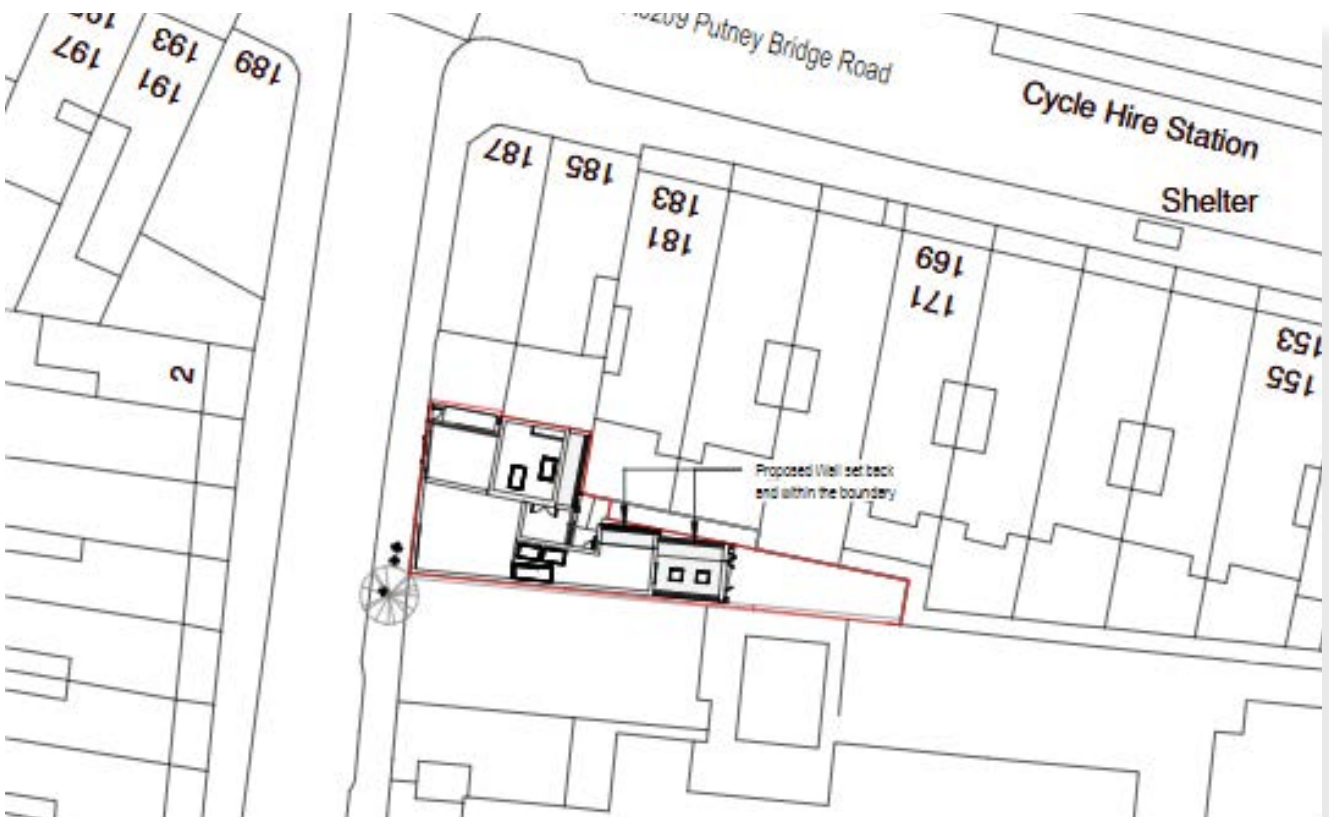 197
193
191
189
Putney Bridge Road
Cycle Hire Station
Shelter
187
185
183
181
169
171
153
155
2
Proposed Wall set back
and within the boundary